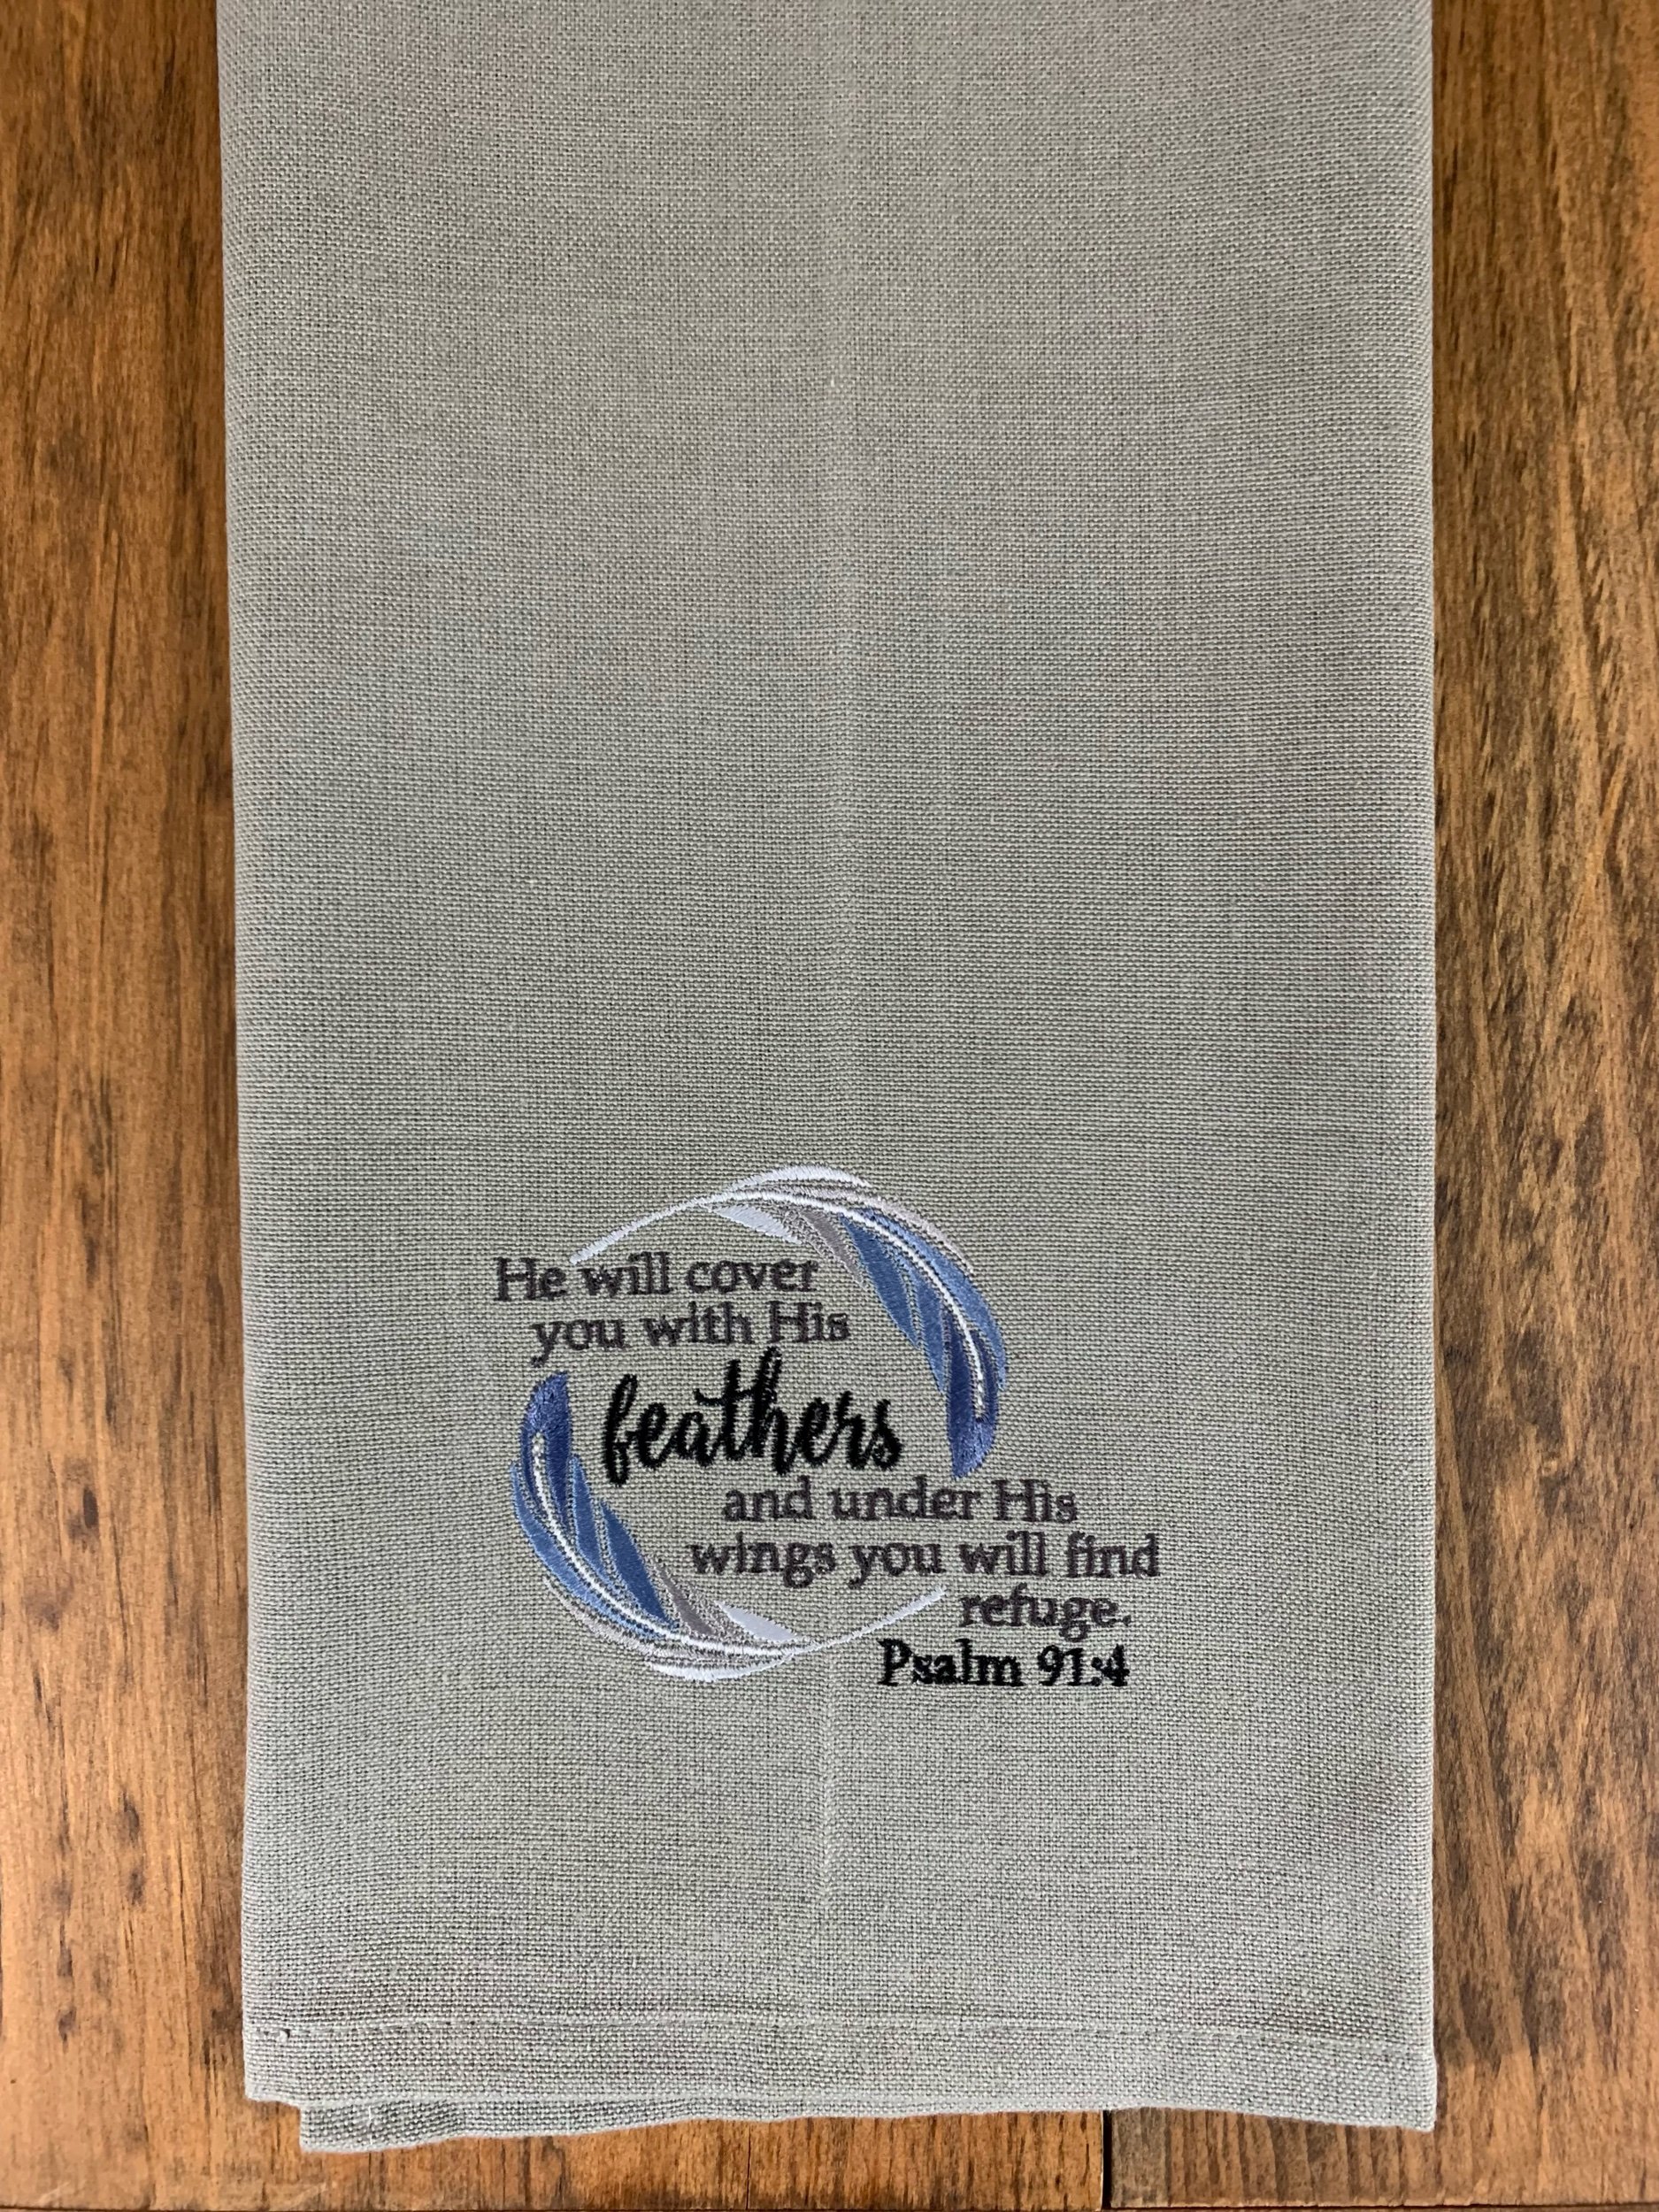 He will cover
you with His
feathers
and under His
wings you will find
refuge.
Psalm 91:4